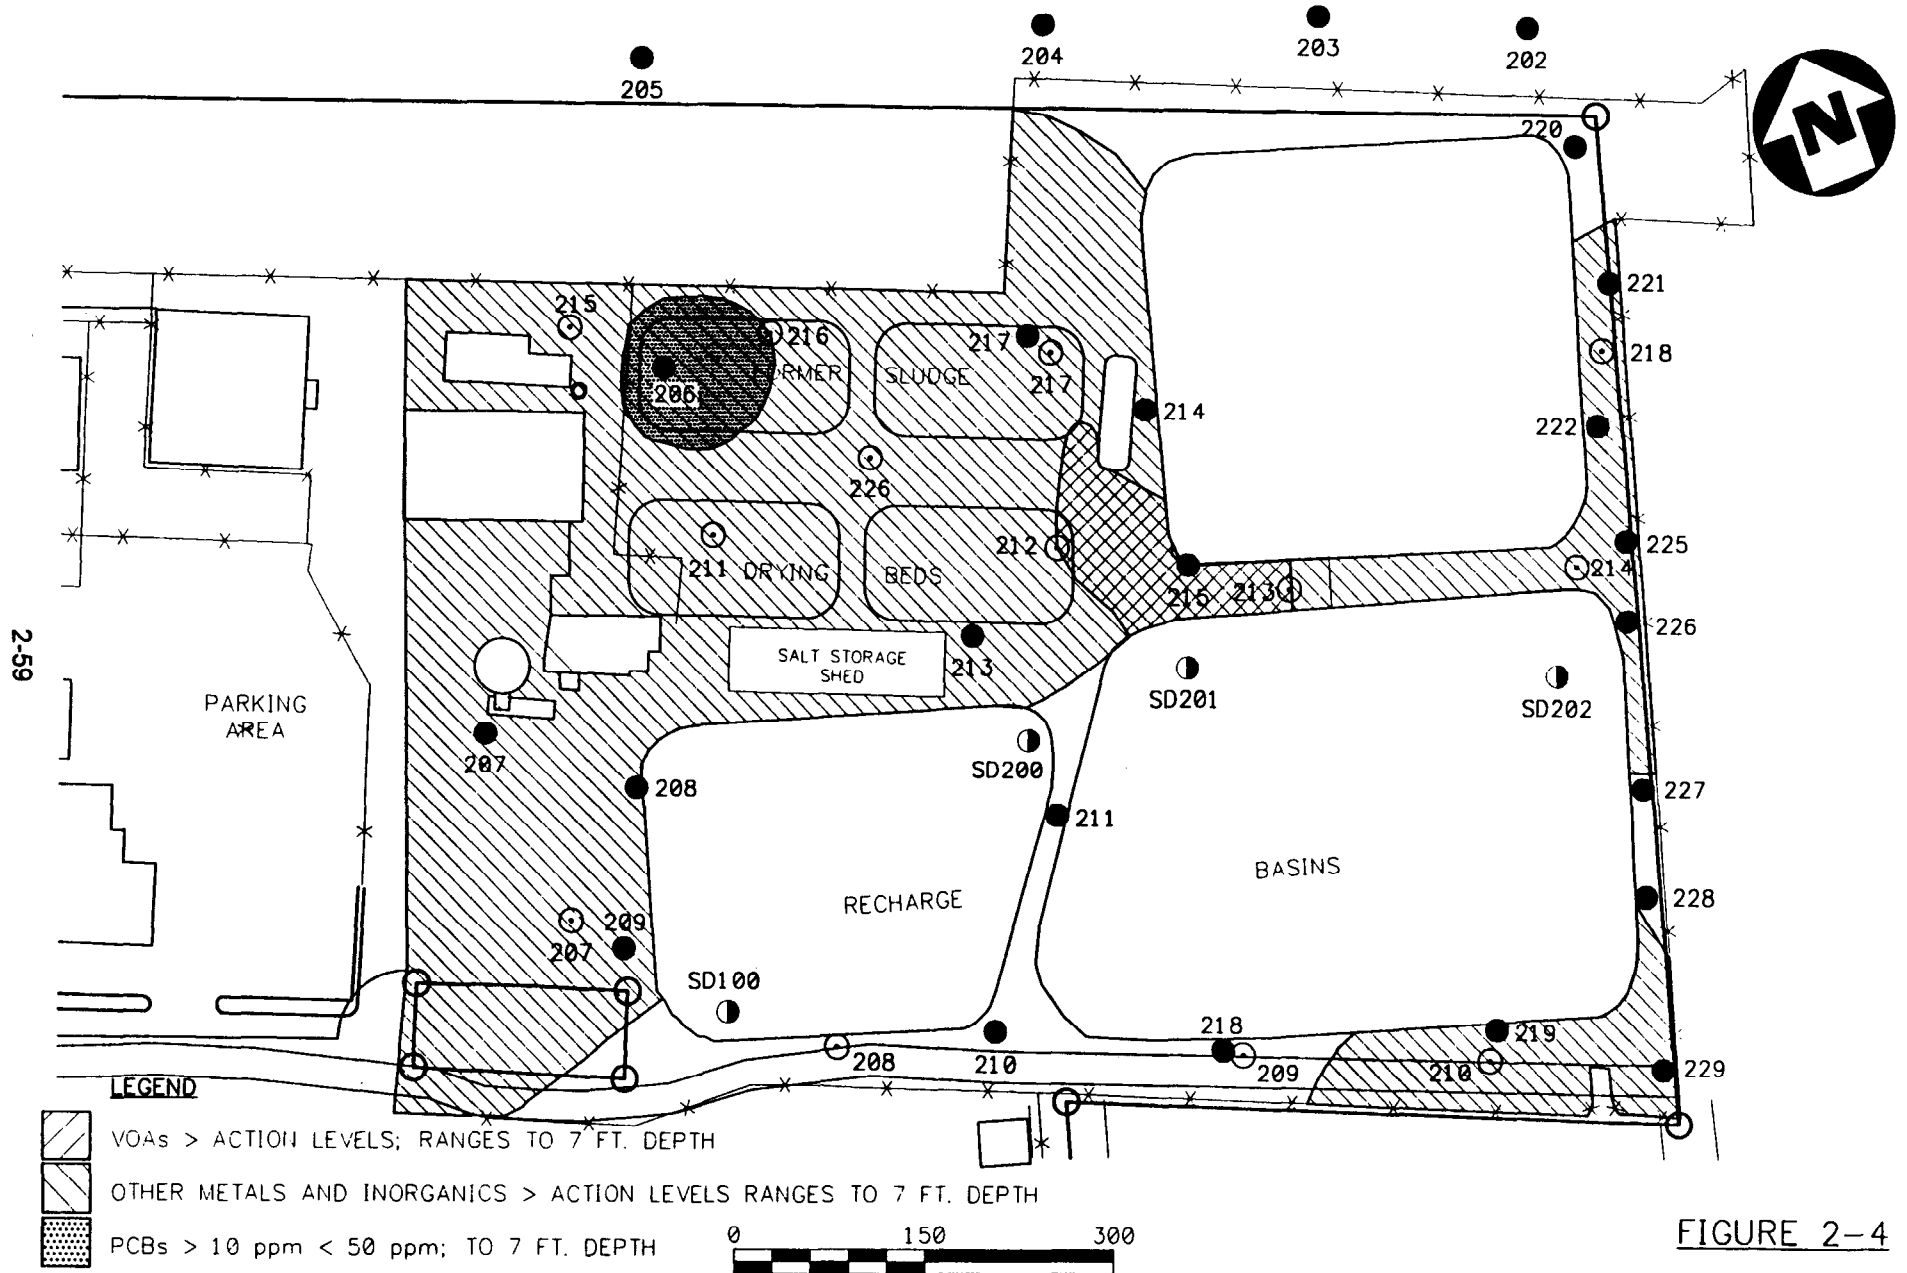 204
203
202
205
220
N
221
215
216
217
218
206
FORMER
SLUDGE
217
214
222
226
212
225
211
DRYING
BEDS
215
213
214
226
SALT STORAGE
SHED
213
SD201
SD202
PARKING
AREA
207
SD200
208
227
211
BASINS
RECHARGE
228
209
207
SD100
218
219
208
210
209
210
229
2-59
LEGEND
VOAs > ACTION LEVELS; RANGES TO 7 FT. DEPTH
OTHER METALS AND INORGANICS > ACTION LEVELS RANGES TO 7 FT. DEPTH
PCBs > 10 ppm < 50 ppm; TO 7 FT. DEPTH
0 150 300
FIGURE 2-4